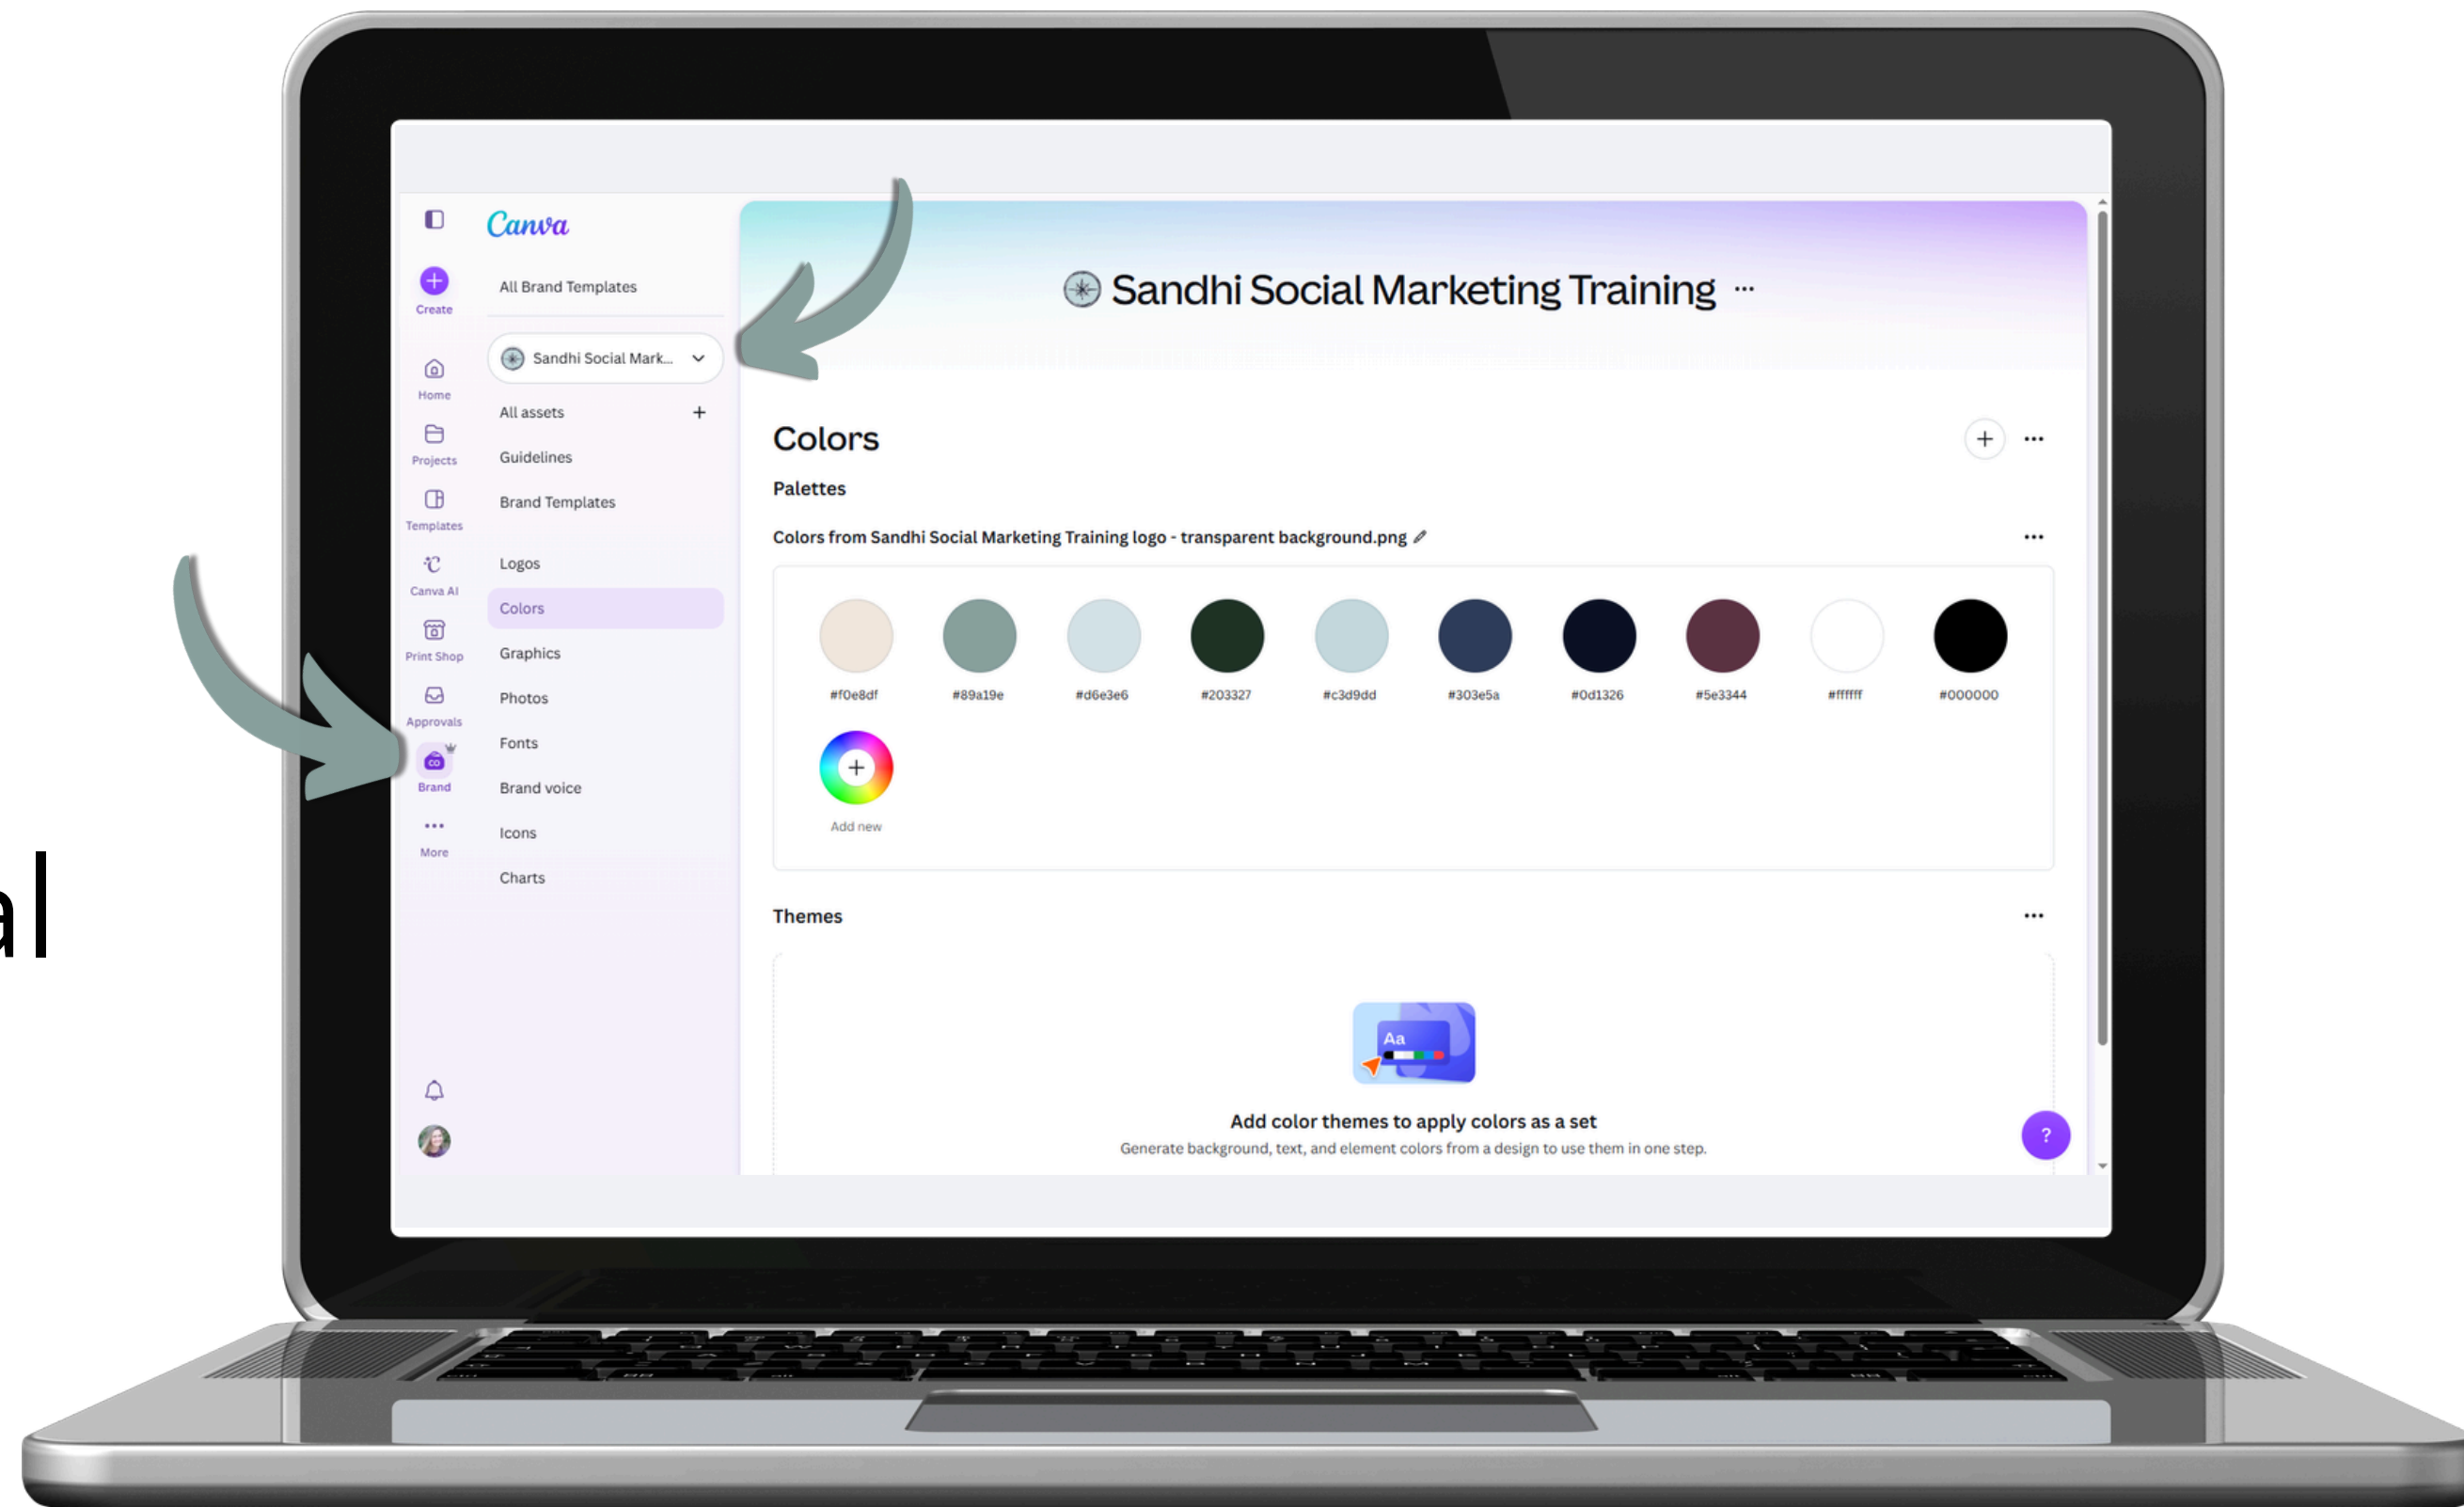 al
Canva
Create
Home
Projects
Templates
Canva AI
Print Shop
Approvals
CO
Brand
More
All Brand Templates
Sandhi Social Mark...
All assets +
Guidelines
Brand Templates
Logos
Colors
Graphics
Photos
Fonts
Brand voice
Icons
Charts
Sandhi Social Marketing Training ...
Colors
Palettes
Colors from Sandhi Social Marketing Training logo - transparent background.png
#f0e8df #89a19e #d6e3e6 #203327 #c3d9dd #303e5a #0d1326 #5e3344 #ffffff #000000
Add new
Themes
Aa
Add color themes to apply colors as a set
Generate background, text, and element colors from a design to use them in one step.
?